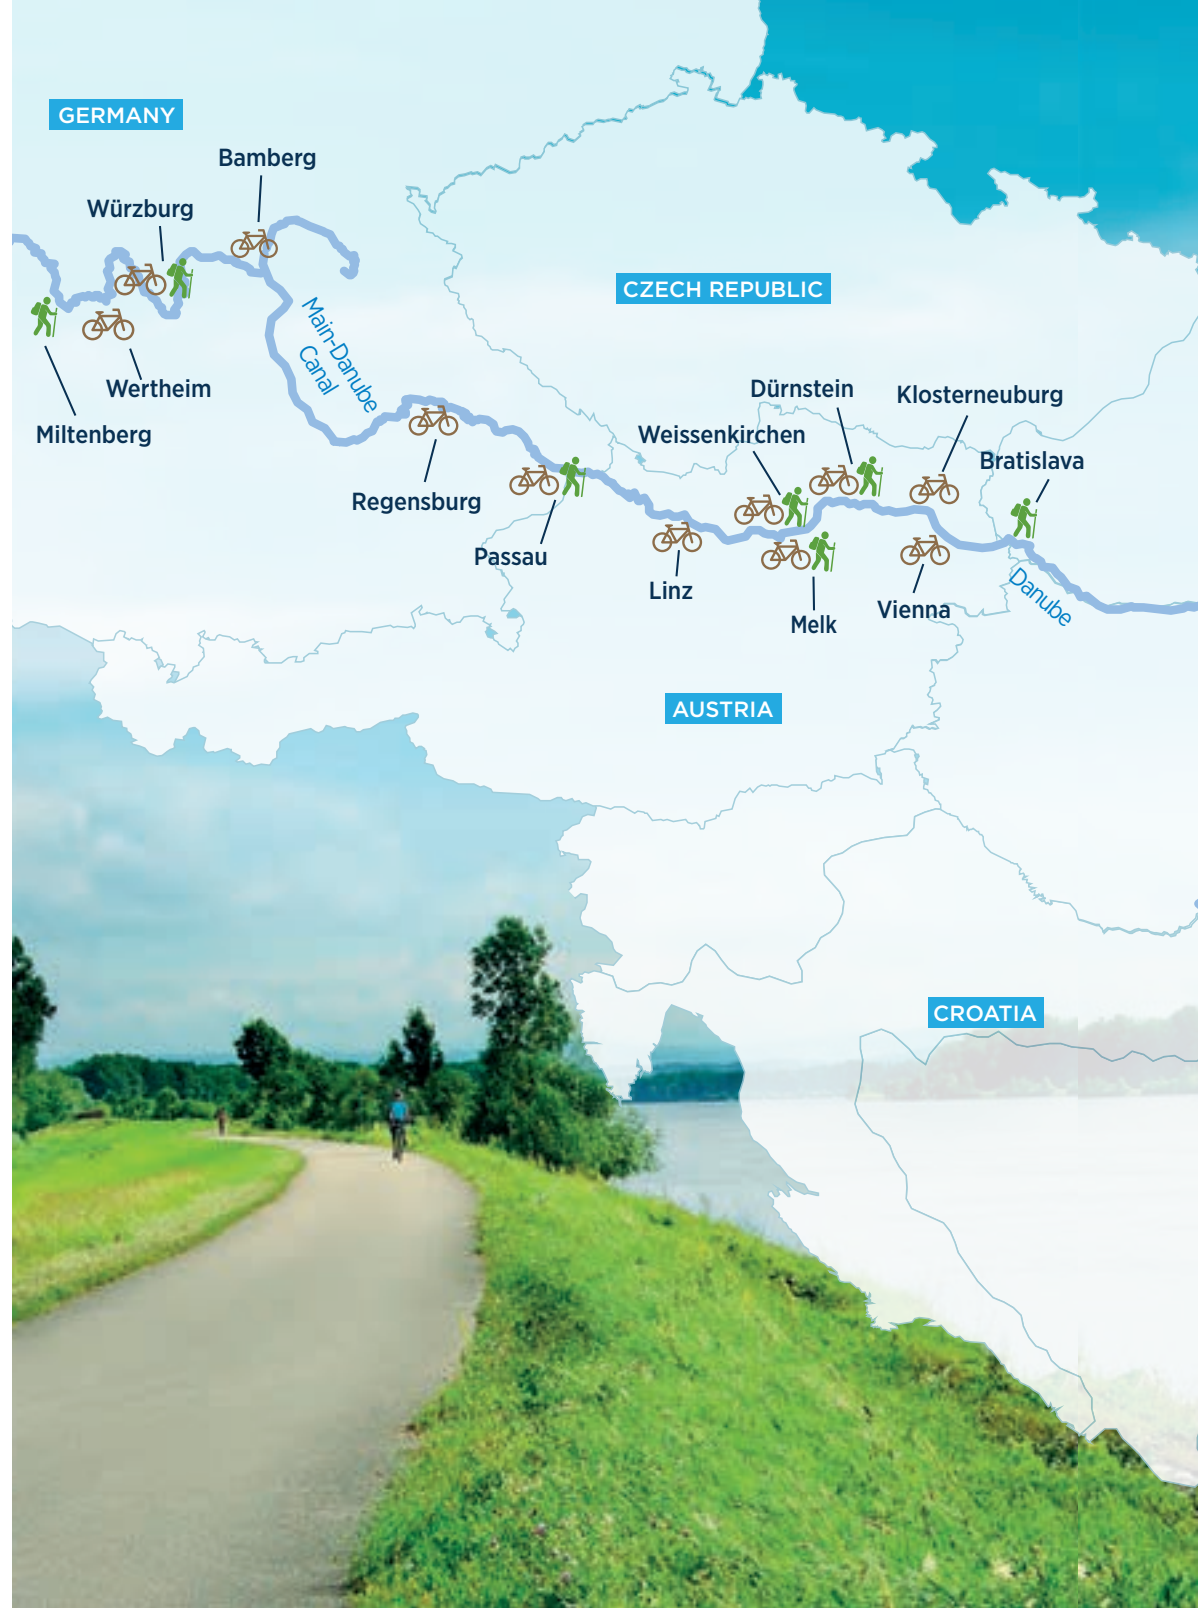 GERMANY
Bamberg
Würzburg
CZECH REPUBLIC
Main-Danube
Canal
Wertheim
Miltenberg
Dürnstein
Klosterneuburg
Weissenkirchen
Bratislava
Regensburg
Passau
Linz
Danube
Vienna
Melk
AUSTRIA
CROATIA